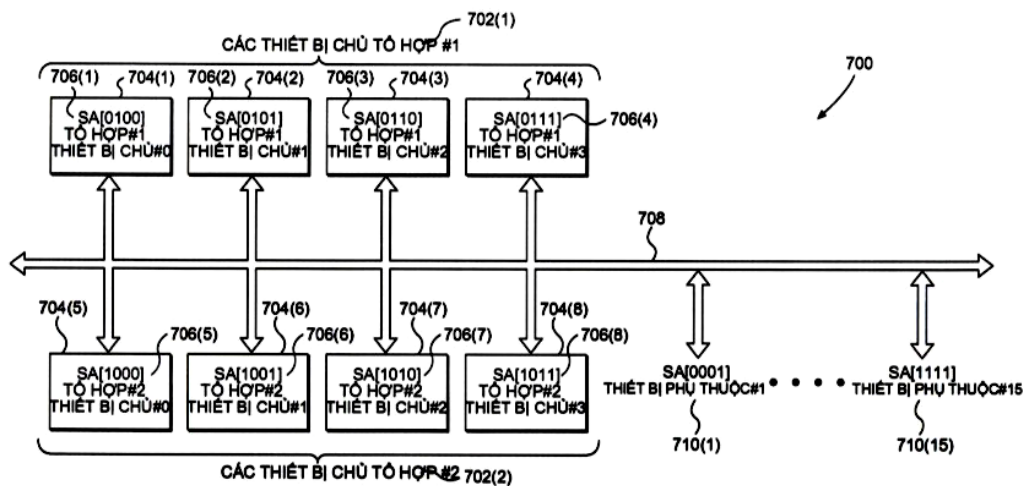 702(1)
CÁC THIẾT BỊ CHỦ TỔ HỢP #1
706(1) 704(1) 706(2) 704(2) 706(3) 704(3) 704(4)
700
SA[0100] SA[0101] SA[0110] SA[0111] 706(4)
TỔ HỢP#1 TỔ HỢP#1 TỔ HỢP#1 TỔ HỢP#1
THIẾT BỊ CHỦ#0 THIẾT BỊ CHỦ#1 THIẾT BỊ CHỦ#2 THIẾT BỊ CHỦ#3
708
704(5) 706(5) 704(6) 706(6) 704(7) 706(7) 704(8) 706(8)
SA[1000] SA[1001] SA[1010] SA[1011] SA[0001] SA[1111]
TỔ HỢP#2 TỔ HỢP#2 TỔ HỢP#2 TỔ HỢP#2 THIẾT BỊ PHỤ THUỘC#1 THIẾT BỊ PHỤ THUỘC#15
THIẾT BỊ CHỦ#0 THIẾT BỊ CHỦ#1 THIẾT BỊ CHỦ#2 THIẾT BỊ CHỦ#3
710(1) 710(15)
CÁC THIẾT BỊ CHỦ TỔ HỢP #2 702(2)